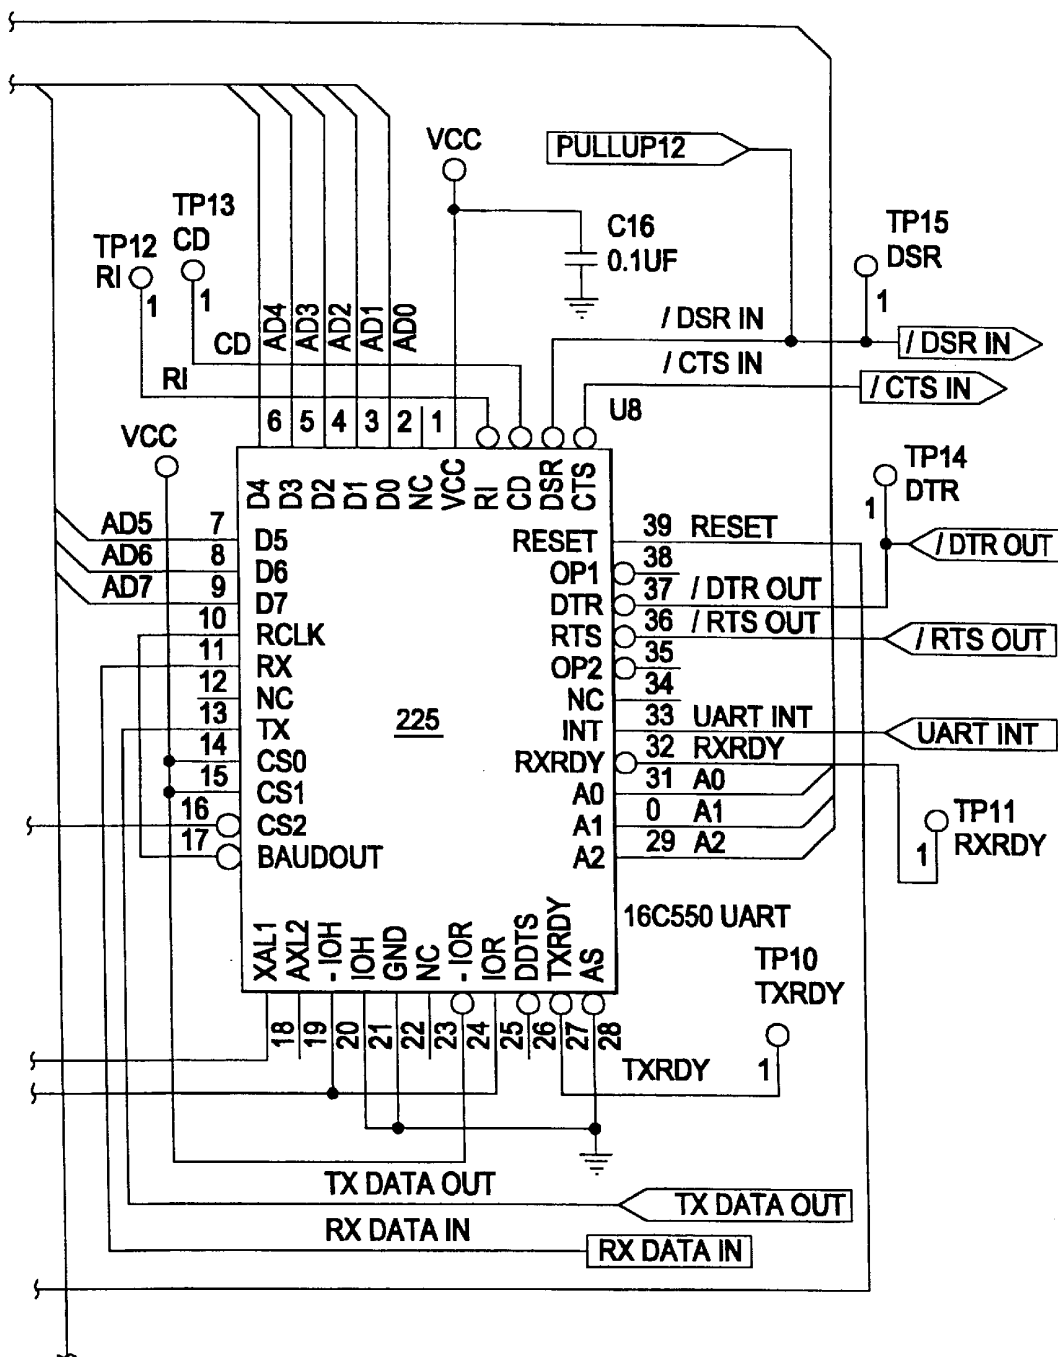 VCC
PULLUP12
TP13
CD
TP12
RI
1
1
C16
0.1UF
TP15
DSR
1
AD4
AD3
AD2
AD1
AD0
CD
RI
/ DSR IN
/ DSR IN
/ CTS IN
/ CTS IN
U8
6 5 4 3 2 1
VCC
D4 D3 D2 D1 D0 NC VCC RI CD DSR CTS
TP14
DTR
1
AD5 7 D5
AD6 8 D6
AD7 9 D7
10 RCLK
11 RX
12 NC
13 TX
14 CS0
15 CS1
16 CS2
17 BAUDOUT
225
RESET 39 RESET
OP1 38
DTR 37 / DTR OUT
/ DTR OUT
RTS 36 / RTS OUT
/ RTS OUT
OP2 35
NC 34
INT 33 UART INT
UART INT
RXRDY 32 RXRDY
A0 31 A0
A1 0 A1
A2 29 A2
TP11
RXRDY
1
16C550 UART
XAL1 AXL2 - IOH IOH GND NC - IOR IOR DDTS TXRDY AS
18 19 20 21 22 23 24 25 26 27 28
TP10
TXRDY
1
TXRDY
TX DATA OUT
TX DATA OUT
RX DATA IN
RX DATA IN